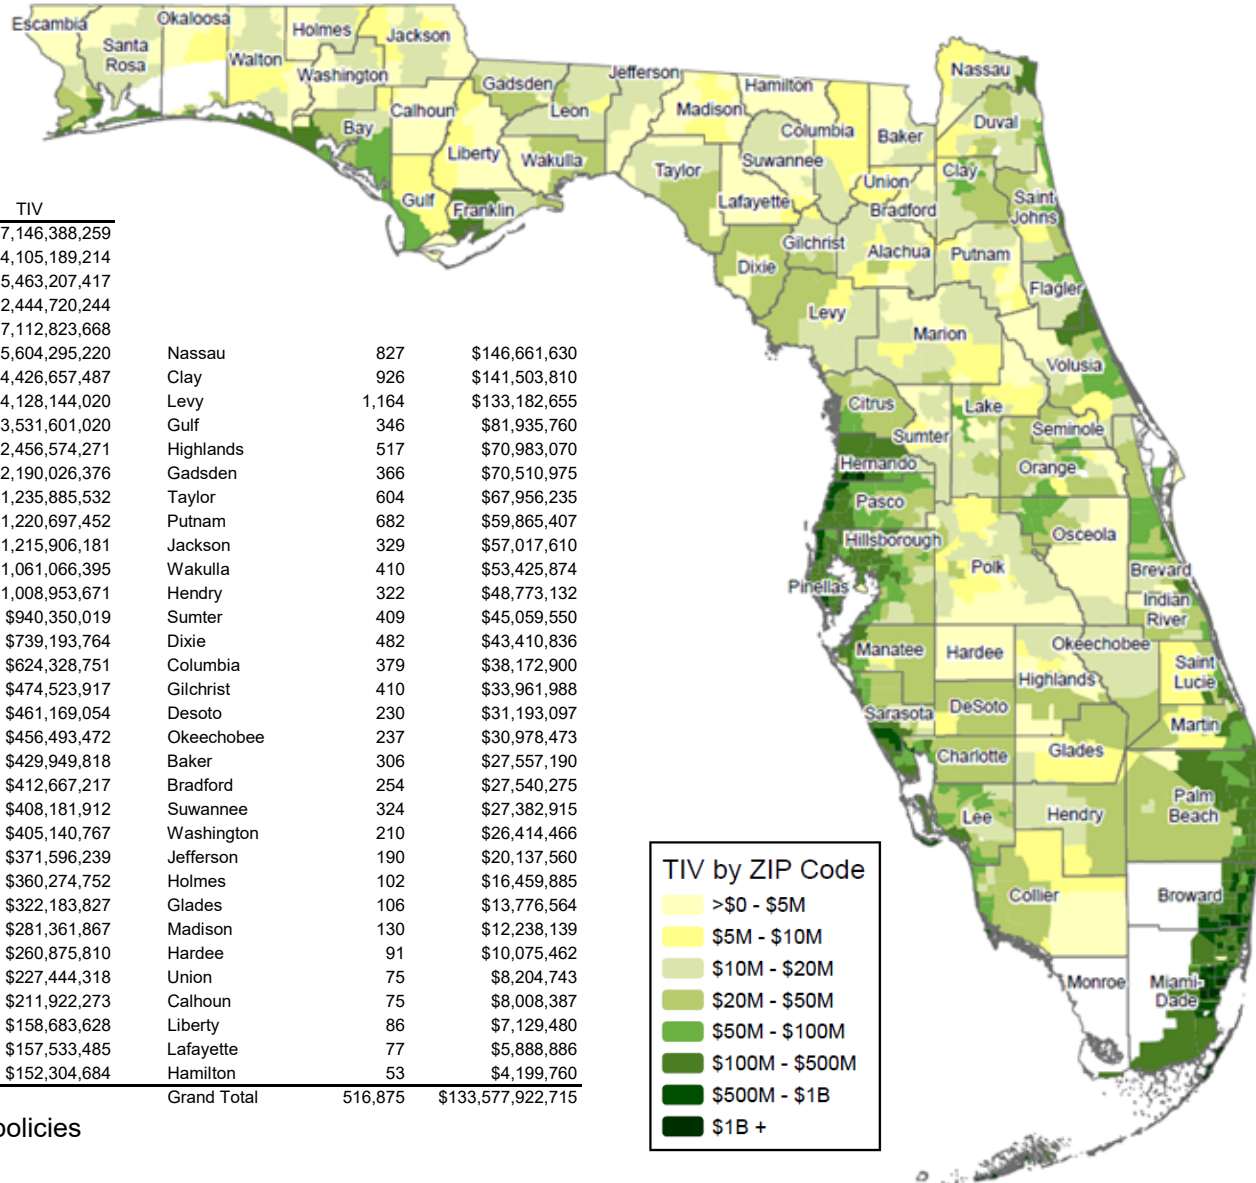 TIV
7,146,388,259
4,105,189,214
5,463,207,417
2,444,720,244
7,112,823,668
5,604,295,220 Nassau 827 $146,661,630
4,426,657,487 Clay 926 $141,503,810
4,128,144,020 Levy 1,164 $133,182,655
3,531,601,020 Gulf 346 $81,935,760
2,456,574,271 Highlands 517 $70,983,070
2,190,026,376 Gadsden 366 $70,510,975
1,235,885,532 Taylor 604 $67,956,235
1,220,697,452 Putnam 682 $59,865,407
1,215,906,181 Jackson 329 $57,017,610
1,061,066,395 Wakulla 410 $53,425,874
1,008,953,671 Hendry 322 $48,773,132
$940,350,019 Sumter 409 $45,059,550
$739,193,764 Dixie 482 $43,410,836
$624,328,751 Columbia 379 $38,172,900
$474,523,917 Gilchrist 410 $33,961,988
$461,169,054 Desoto 230 $31,193,097
$456,493,472 Okeechobee 237 $30,978,473
$429,949,818 Baker 306 $27,557,190
$412,667,217 Bradford 254 $27,540,275
$408,181,912 Suwannee 324 $27,382,915
$405,140,767 Washington 210 $26,414,466
$371,596,239 Jefferson 190 $20,137,560
$360,274,752 Holmes 102 $16,459,885
$322,183,827 Glades 106 $13,776,564
$281,361,867 Madison 130 $12,238,139
$260,875,810 Hardee 91 $10,075,462
$227,444,318 Union 75 $8,204,743
$211,922,273 Calhoun 75 $8,008,387
$158,683,628 Liberty 86 $7,129,480
$157,533,485 Lafayette 77 $5,888,886
$152,304,684 Hamilton 53 $4,199,760
Grand Total 516,875 $133,577,922,715
policies
Escambia
Santa
Rosa
Okaloosa
Walton
Holmes
Washington
Jackson
Bay
Calhoun
Gulf
Liberty
Franklin
Gadsden
Leon
Wakulla
Jefferson
Madison
Taylor
Hamilton
Suwannee
Lafayette
Columbia
Dixie
Gilchrist
Baker
Union
Bradford
Nassau
Duval
Clay
Saint
Johns
Alachua
Putnam
Flagler
Levy
Marion
Volusia
Citrus
Sumter
Lake
Seminole
Hernando
Orange
Pasco
Hillsborough
Pinellas
Polk
Osceola
Brevard
Indian
River
Manatee
Hardee
Okeechobee
Highlands
Saint
Lucie
Sarasota
DeSoto
Martin
Charlotte
Glades
Lee
Hendry
Palm
Beach
Collier
Broward
Monroe
Miami-
Dade
TIV by ZIP Code
>$0 - $5M
$5M - $10M
$10M - $20M
$20M - $50M
$50M - $100M
$100M - $500M
$500M - $1B
$1B +